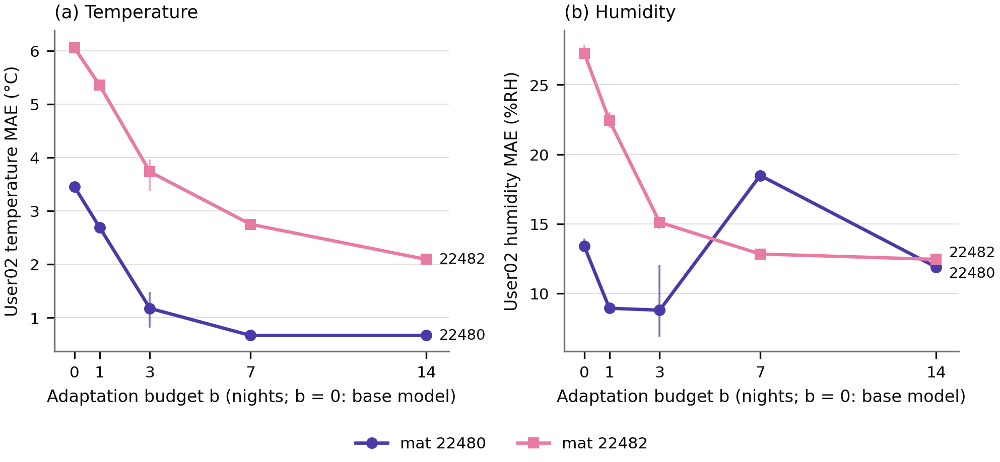 (a) Temperature
User02 temperature MAE (°C)
6
5
4
3
2
1
22482
22480
0 1 3 7 14
Adaptation budget b (nights; b = 0: base model)
(b) Humidity
User02 humidity MAE (%RH)
25
20
15
10
22482
22480
0 1 3 7 14
Adaptation budget b (nights; b = 0: base model)
mat 22480 mat 22482